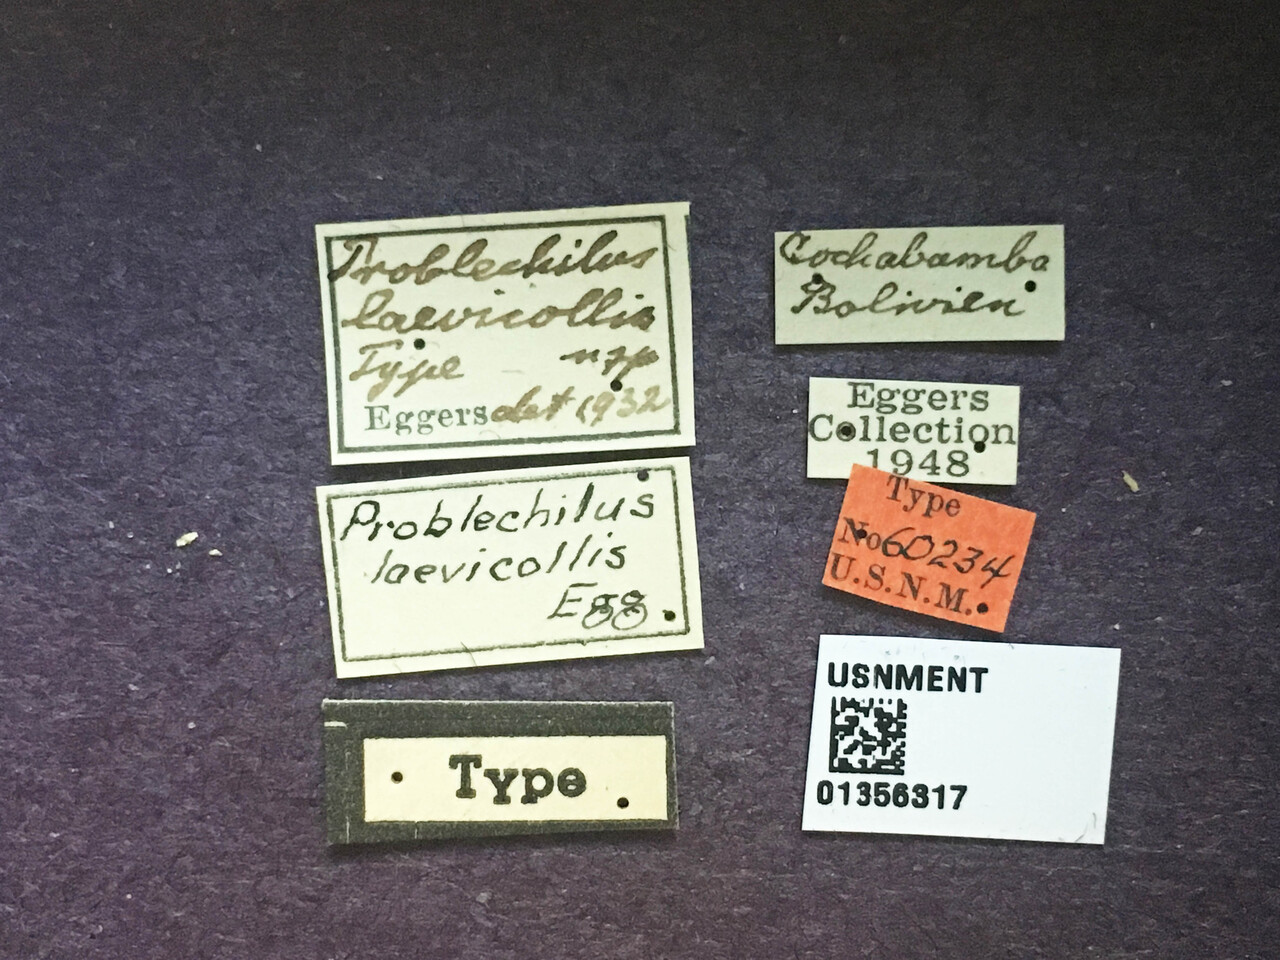 Problechilus
laevicollis
Type n sp
Eggers det 1932
Problechilus
laevicollis
Egg.
Type
Cochabamba
Bolivien
Eggers
Collection
1948
Type
No 60234
U.S.N.M.
USNMENT
01356317